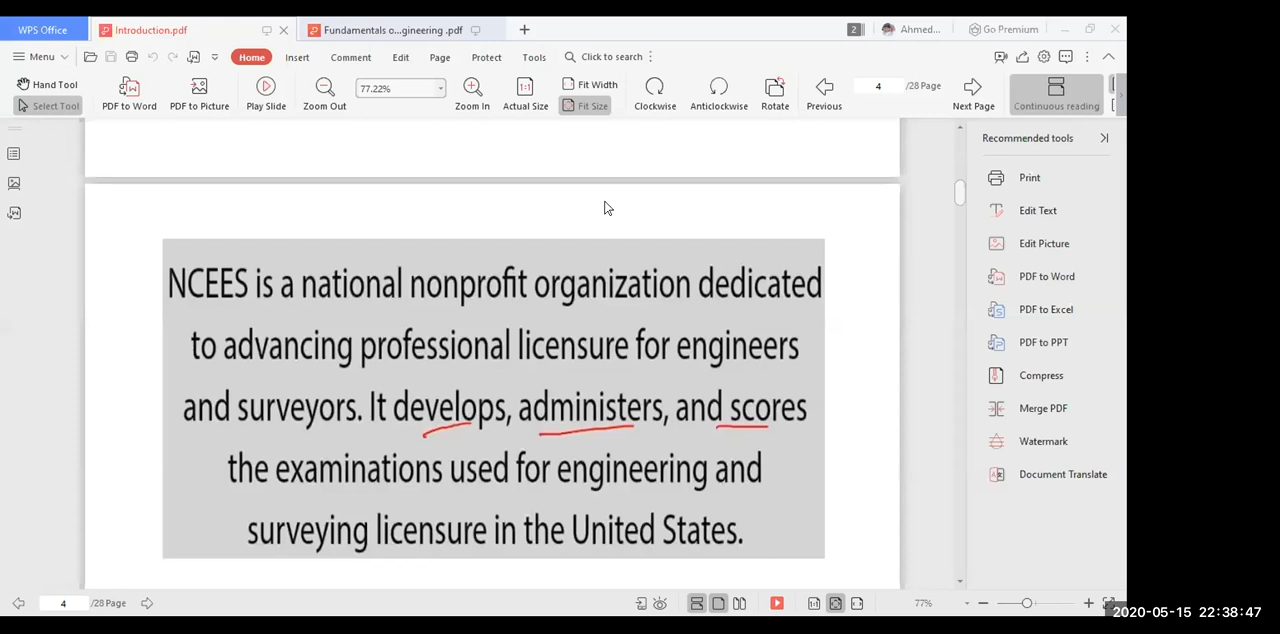 WPS Office Introduction.pdf Fundamentals o...gineering .pdf 2 Ahmed... Go Premium
Menu Home Insert Comment Edit Page Protect Tools Click to search
Hand Tool
Select Tool
PDF to Word PDF to Picture Play Slide Zoom Out 77.22% Zoom In 1:1 Actual Size Fit Width
Fit Size
Clockwise Anticlockwise Rotate Previous 4 /28 Page Next Page Continuous reading
NCEES is a national nonprofit organization dedicated
to advancing professional licensure for engineers
and surveyors. It develops, administers, and scores
the examinations used for engineering and
surveying licensure in the United States.
Recommended tools
Print
Edit Text
Edit Picture
PDF to Word
PDF to Excel
PDF to PPT
Compress
Merge PDF
Watermark
Document Translate
4 /28 Page 77%
2020-05-15 22:38:47